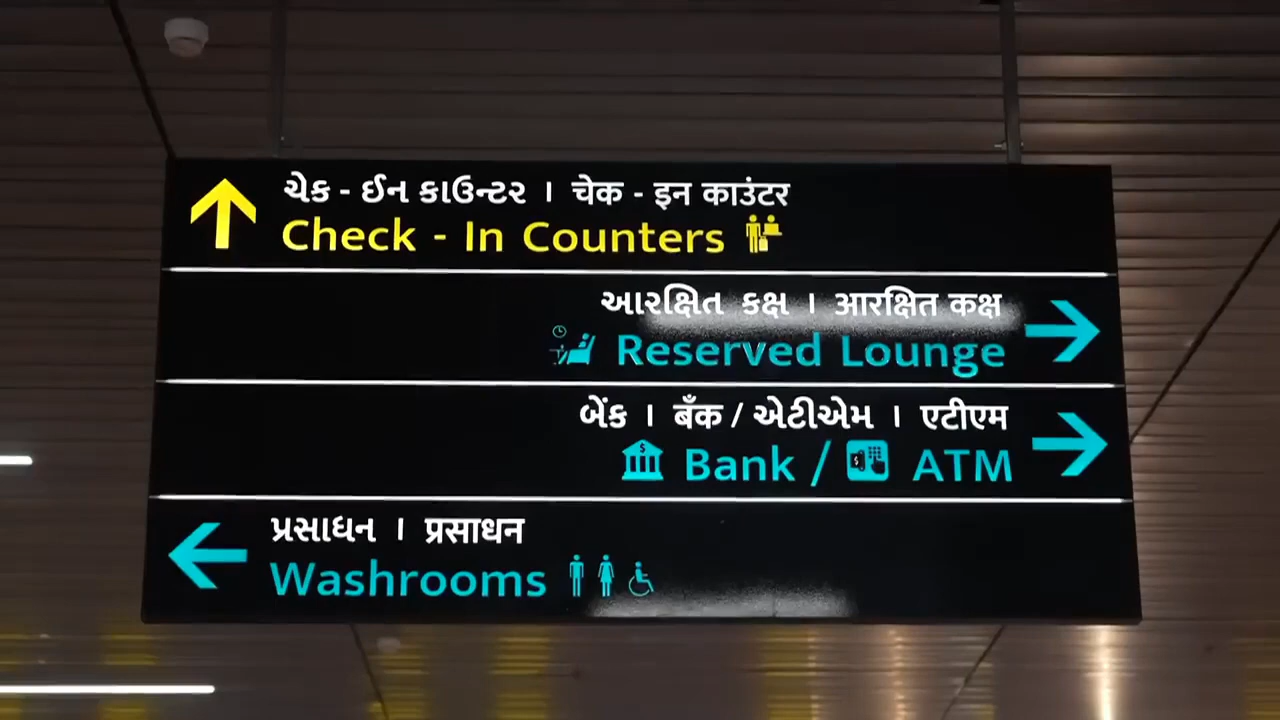 ચેક - ઈન કાઉન્ટર । चेक - इन काउंटर
Check - In Counters
આરક્ષિત કક્ષ । आरक्षित कक्ष
Reserved Lounge
બેંક । बँक / એટીએમ । एटीएम
Bank / ATM
પ્રસાધન । प्रसाधन
Washrooms